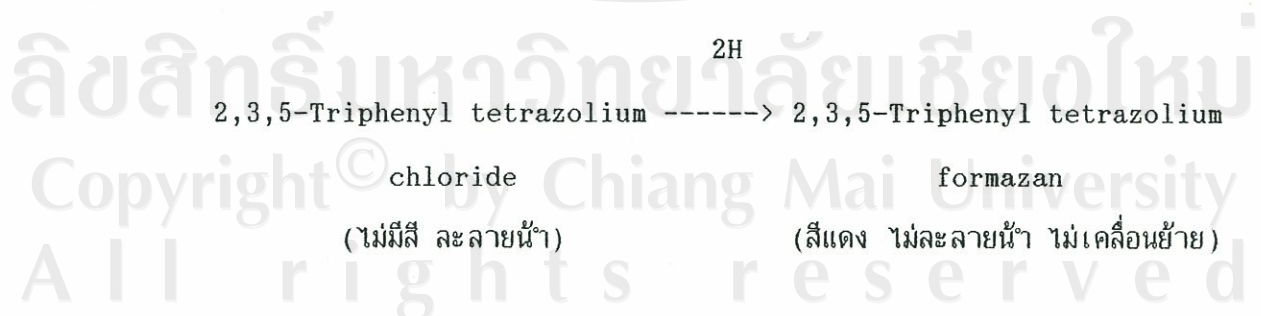 2H
2,3,5-Triphenyl tetrazolium ------> 2,3,5-Triphenyl tetrazolium
chloride formazan
(ไม่มีสี ละลายน้ำ) (สีแดง ไม่ละลายน้ำ ไม่เคลื่อนย้าย)
ลิขสิทธิ์มหาวิทยาลัยเชียงใหม่
Copyright© by Chiang Mai University
All rights reserved